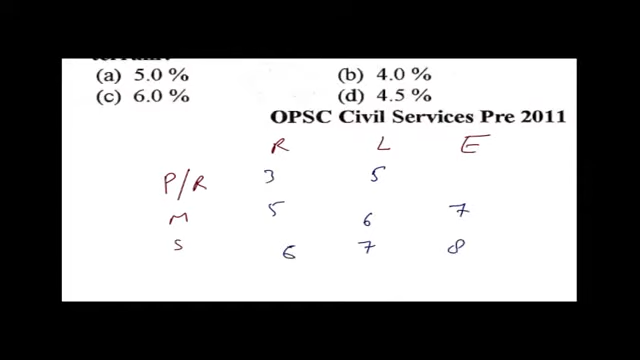 (a) 5.0 % (b) 4.0 %
(c) 6.0 % (d) 4.5 %
OPSC Civil Services Pre 2011
R L E
P/R 3 5
M 5 6 7
S 6 7 8